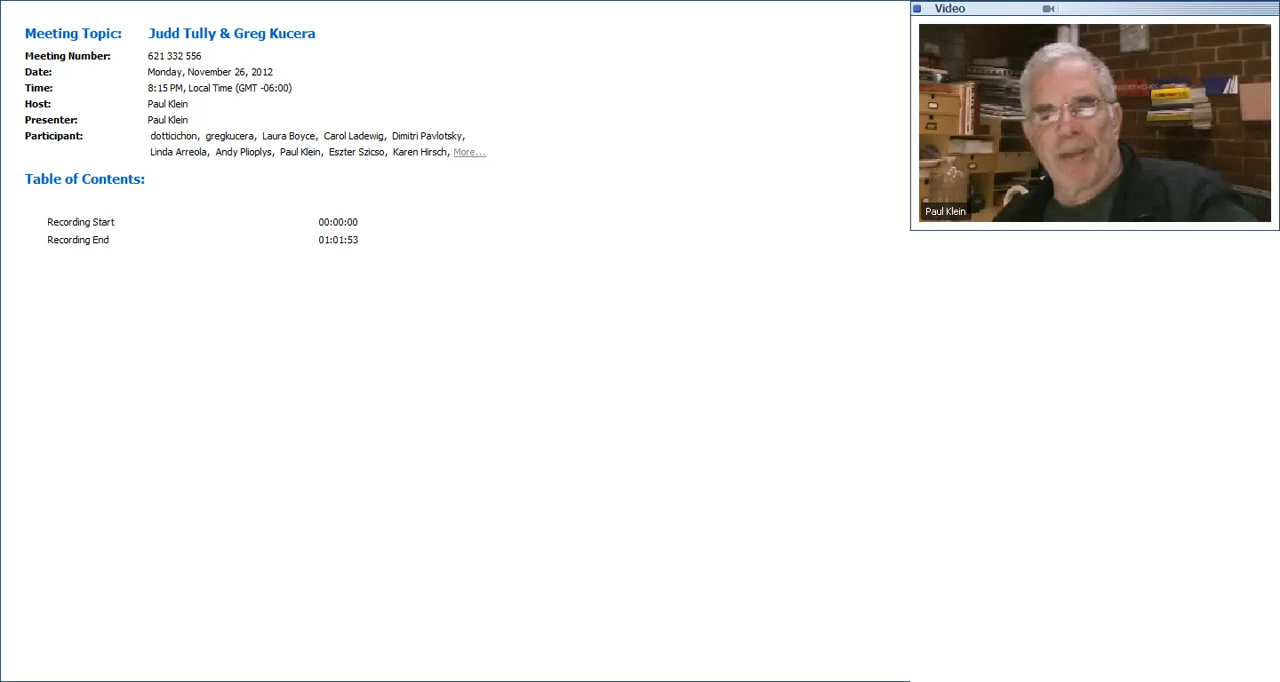 Meeting Topic: Judd Tully & Greg Kucera
Meeting Number: 621 332 556
Date: Monday, November 26, 2012
Time: 8:15 PM, Local Time (GMT -06:00)
Host: Paul Klein
Presenter: Paul Klein
Participant: dotticichon, gregkucera, Laura Boyce, Carol Ladewig, Dimitri Pavlotsky,
Linda Arreola, Andy Plioplys, Paul Klein, Eszter Szicso, Karen Hirsch, More...
Table of Contents:
Recording Start 00:00:00
Recording End 01:01:53
Video
Paul Klein